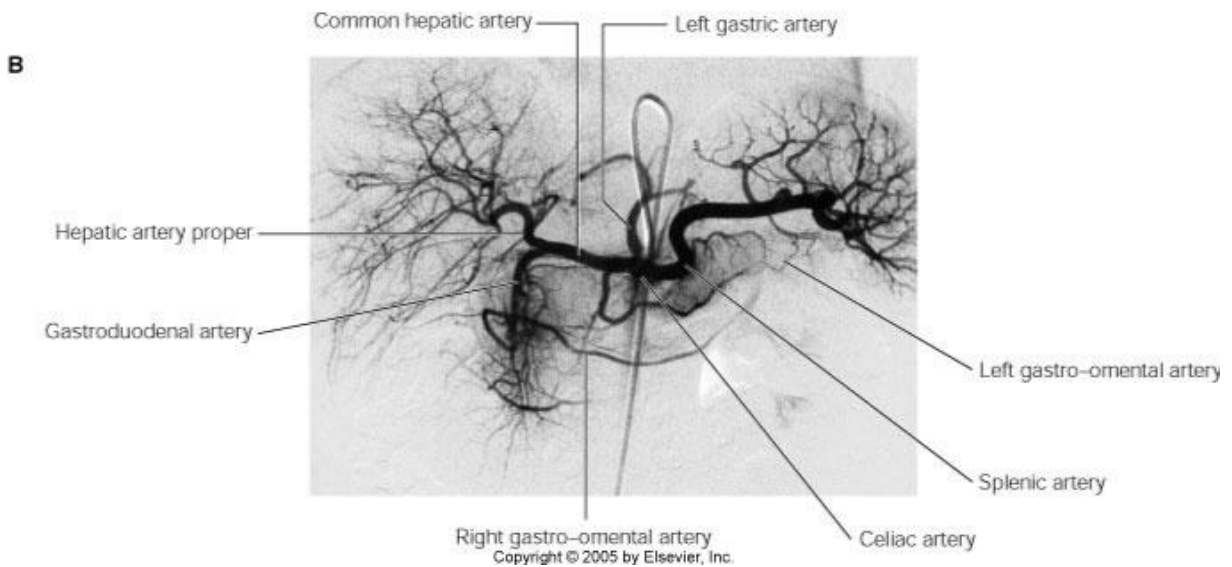 Common hepatic artery
Left gastric artery
B
Hepatic artery proper
Gastroduodenal artery
Left gastro-omental artery
Splenic artery
Right gastro-omental artery
Celiac artery
Copyright © 2005 by Elsevier, Inc.